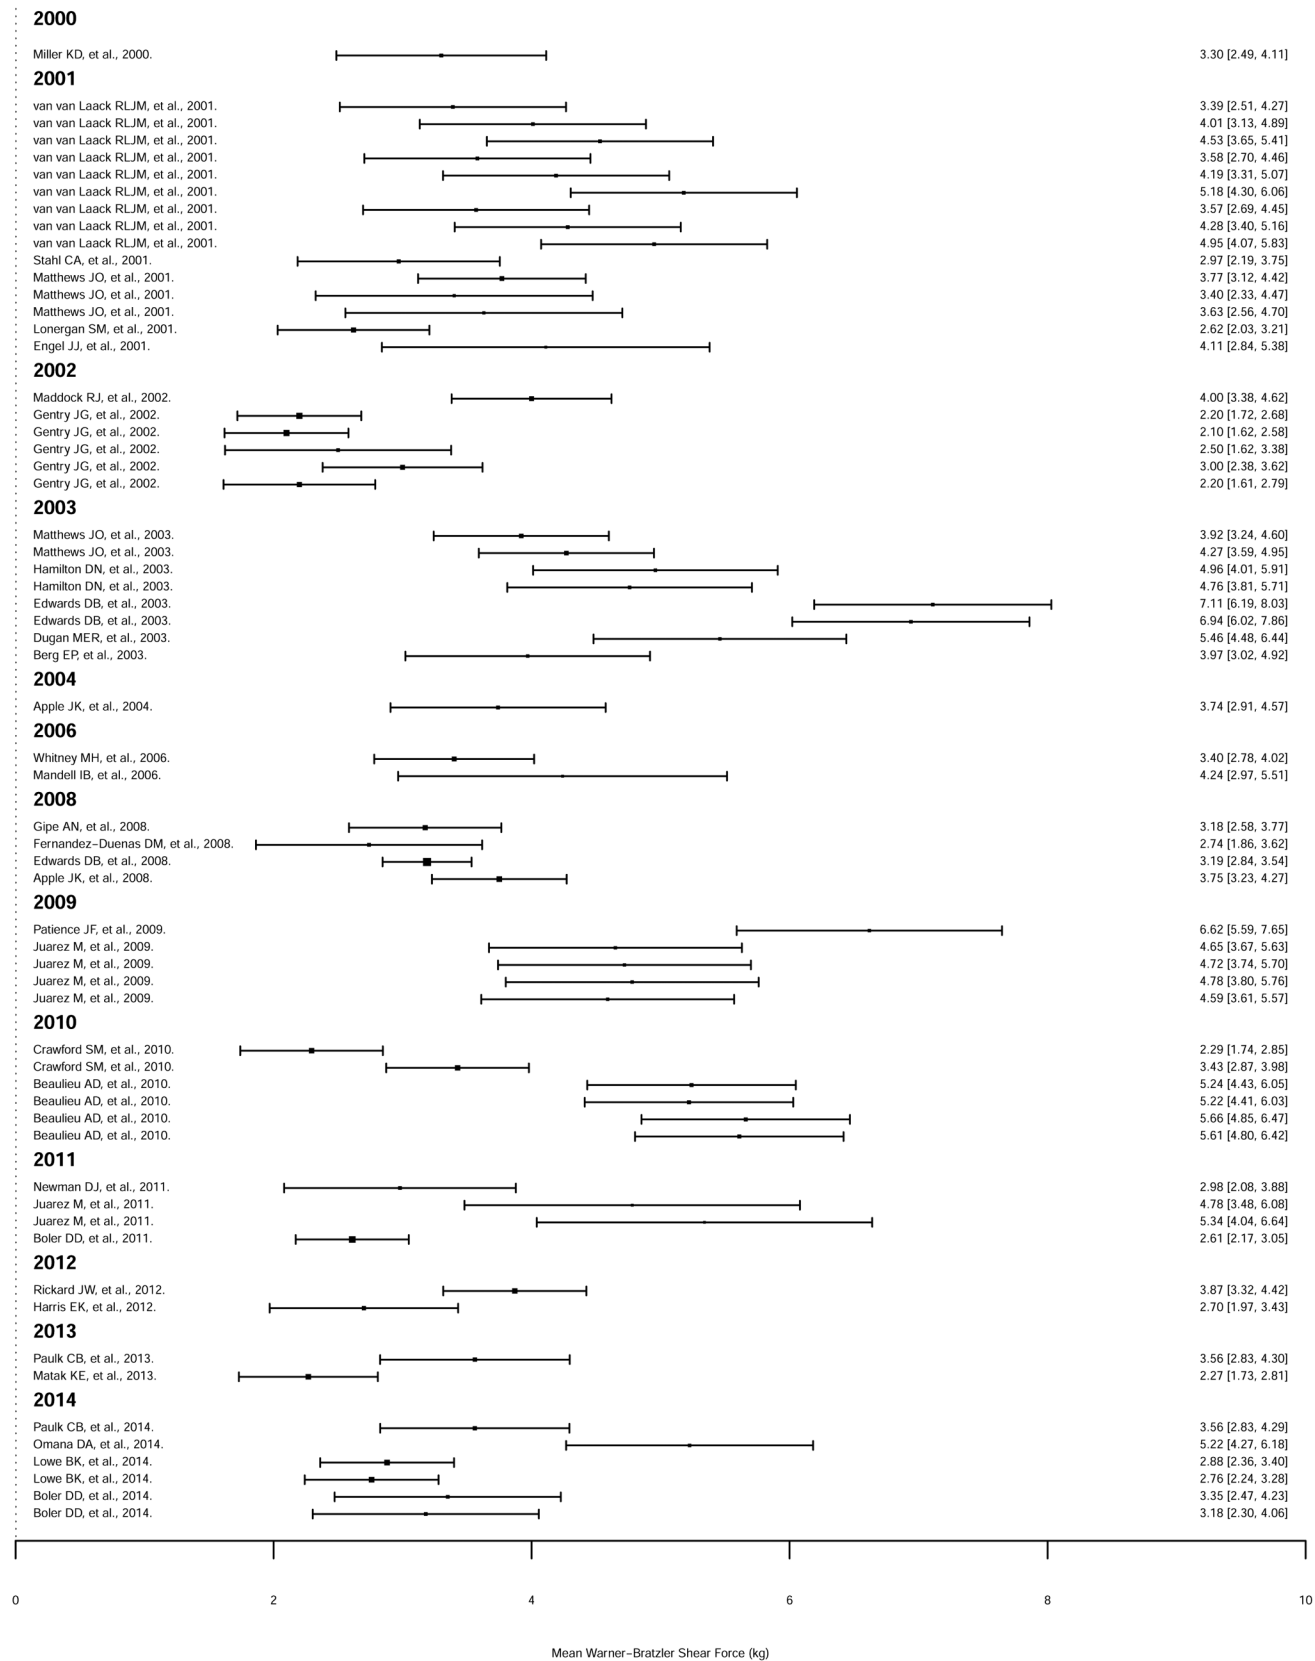 2000
Miller KD, et al., 2000. 3.30 [2.49, 4.11]
2001
van van Laack RLJM, et al., 2001. 3.39 [2.51, 4.27]
van van Laack RLJM, et al., 2001. 4.01 [3.13, 4.89]
van van Laack RLJM, et al., 2001. 4.53 [3.65, 5.41]
van van Laack RLJM, et al., 2001. 3.58 [2.70, 4.46]
van van Laack RLJM, et al., 2001. 4.19 [3.31, 5.07]
van van Laack RLJM, et al., 2001. 5.18 [4.30, 6.06]
van van Laack RLJM, et al., 2001. 3.57 [2.69, 4.45]
van van Laack RLJM, et al., 2001. 4.28 [3.40, 5.16]
van van Laack RLJM, et al., 2001. 4.95 [4.07, 5.83]
Stahl CA, et al., 2001. 2.97 [2.19, 3.75]
Matthews JO, et al., 2001. 3.77 [3.12, 4.42]
Matthews JO, et al., 2001. 3.40 [2.33, 4.47]
Matthews JO, et al., 2001. 3.63 [2.56, 4.70]
Lonergan SM, et al., 2001. 2.62 [2.03, 3.21]
Engel JJ, et al., 2001. 4.11 [2.84, 5.38]
2002
Maddock RJ, et al., 2002. 4.00 [3.38, 4.62]
Gentry JG, et al., 2002. 2.20 [1.72, 2.68]
Gentry JG, et al., 2002. 2.10 [1.62, 2.58]
Gentry JG, et al., 2002. 2.50 [1.62, 3.38]
Gentry JG, et al., 2002. 3.00 [2.38, 3.62]
Gentry JG, et al., 2002. 2.20 [1.61, 2.79]
2003
Matthews JO, et al., 2003. 3.92 [3.24, 4.60]
Matthews JO, et al., 2003. 4.27 [3.59, 4.95]
Hamilton DN, et al., 2003. 4.96 [4.01, 5.91]
Hamilton DN, et al., 2003. 4.76 [3.81, 5.71]
Edwards DB, et al., 2003. 7.11 [6.19, 8.03]
Edwards DB, et al., 2003. 6.94 [6.02, 7.86]
Dugan MER, et al., 2003. 5.46 [4.48, 6.44]
Berg EP, et al., 2003. 3.97 [3.02, 4.92]
2004
Apple JK, et al., 2004. 3.74 [2.91, 4.57]
2006
Whitney MH, et al., 2006. 3.40 [2.78, 4.02]
Mandell IB, et al., 2006. 4.24 [2.97, 5.51]
2008
Gipe AN, et al., 2008. 3.18 [2.58, 3.77]
Fernandez−Duenas DM, et al., 2008. 2.74 [1.86, 3.62]
Edwards DB, et al., 2008. 3.19 [2.84, 3.54]
Apple JK, et al., 2008. 3.75 [3.23, 4.27]
2009
Patience JF, et al., 2009. 6.62 [5.59, 7.65]
Juarez M, et al., 2009. 4.65 [3.67, 5.63]
Juarez M, et al., 2009. 4.72 [3.74, 5.70]
Juarez M, et al., 2009. 4.78 [3.80, 5.76]
Juarez M, et al., 2009. 4.59 [3.61, 5.57]
2010
Crawford SM, et al., 2010. 2.29 [1.74, 2.85]
Crawford SM, et al., 2010. 3.43 [2.87, 3.98]
Beaulieu AD, et al., 2010. 5.24 [4.43, 6.05]
Beaulieu AD, et al., 2010. 5.22 [4.41, 6.03]
Beaulieu AD, et al., 2010. 5.66 [4.85, 6.47]
Beaulieu AD, et al., 2010. 5.61 [4.80, 6.42]
2011
Newman DJ, et al., 2011. 2.98 [2.08, 3.88]
Juarez M, et al., 2011. 4.78 [3.48, 6.08]
Juarez M, et al., 2011. 5.34 [4.04, 6.64]
Boler DD, et al., 2011. 2.61 [2.17, 3.05]
2012
Rickard JW, et al., 2012. 3.87 [3.32, 4.42]
Harris EK, et al., 2012. 2.70 [1.97, 3.43]
2013
Paulk CB, et al., 2013. 3.56 [2.83, 4.30]
Matak KE, et al., 2013. 2.27 [1.73, 2.81]
2014
Paulk CB, et al., 2014. 3.56 [2.83, 4.29]
Omana DA, et al., 2014. 5.22 [4.27, 6.18]
Lowe BK, et al., 2014. 2.88 [2.36, 3.40]
Lowe BK, et al., 2014. 2.76 [2.24, 3.28]
Boler DD, et al., 2014. 3.35 [2.47, 4.23]
Boler DD, et al., 2014. 3.18 [2.30, 4.06]
0 2 4 6 8 10
Mean Warner−Bratzler Shear Force (kg)